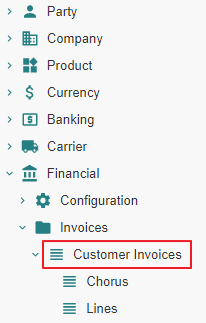 Party
Company
Product
Currency
Banking
Carrier
Financial
Configuration
Invoices
Customer Invoices
Chorus
Lines